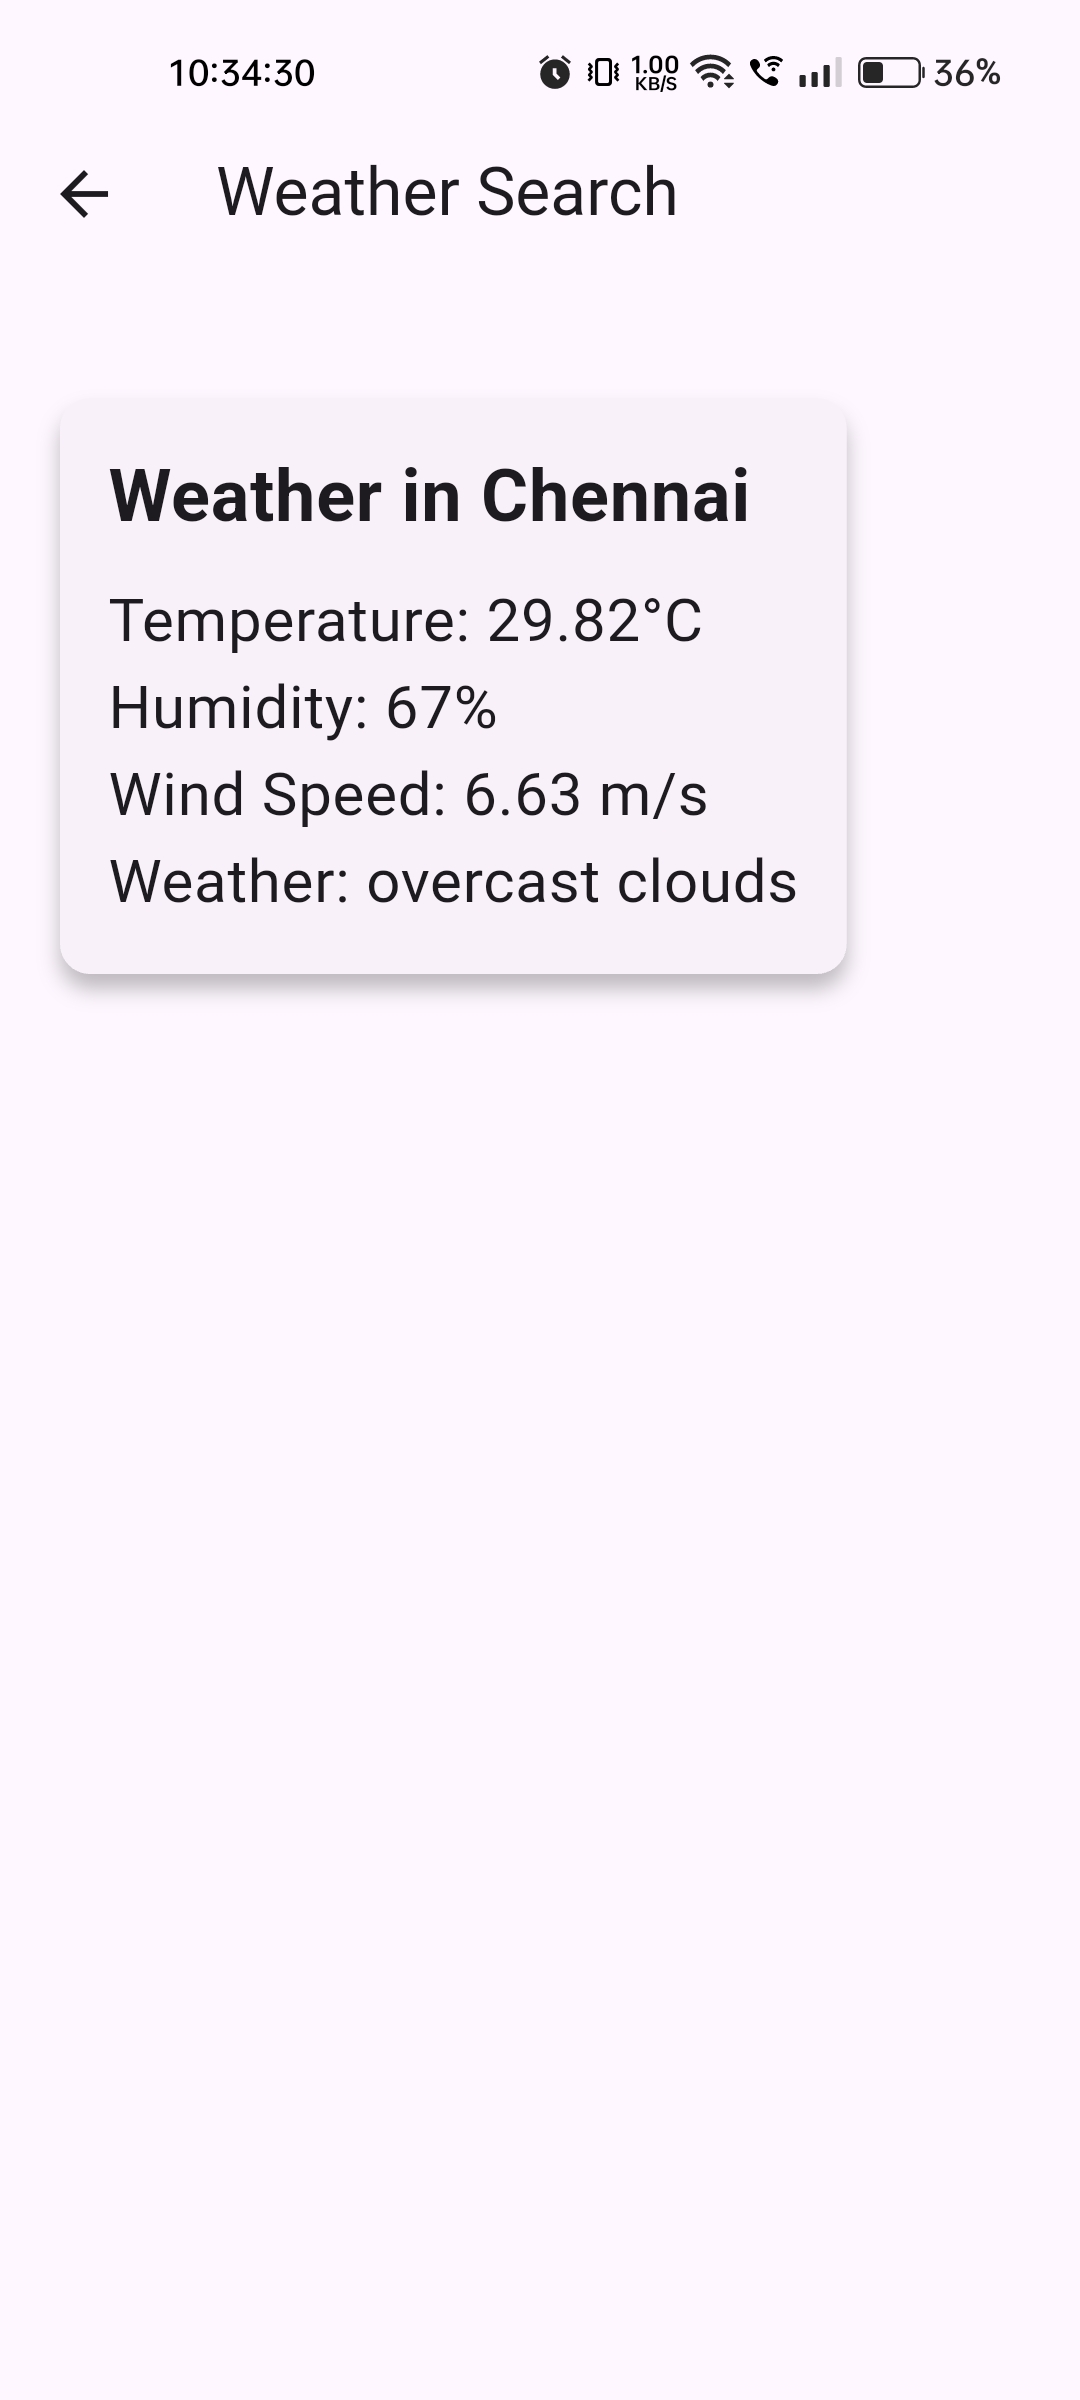 10:34:30 1.00 KB/S 36%
Weather Search
Weather in Chennai
Temperature: 29.82°C
Humidity: 67%
Wind Speed: 6.63 m/s
Weather: overcast clouds